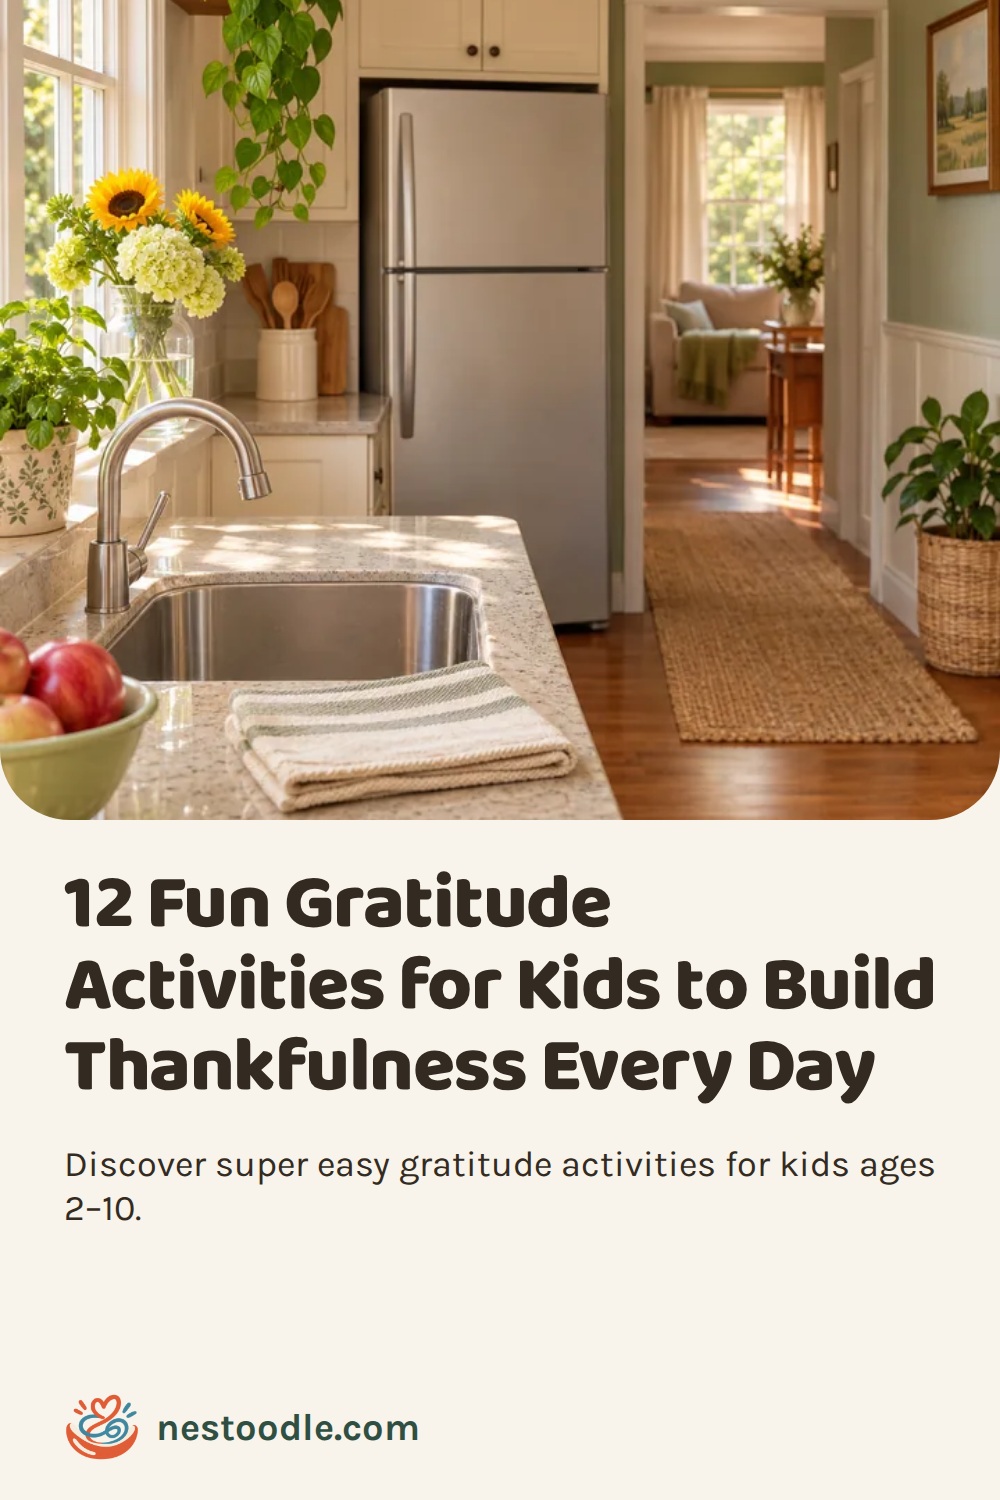 12 Fun Gratitude
Activities for Kids to Build
Thankfulness Every Day
Discover super easy gratitude activities for kids ages
2–10.
nestoodle.com